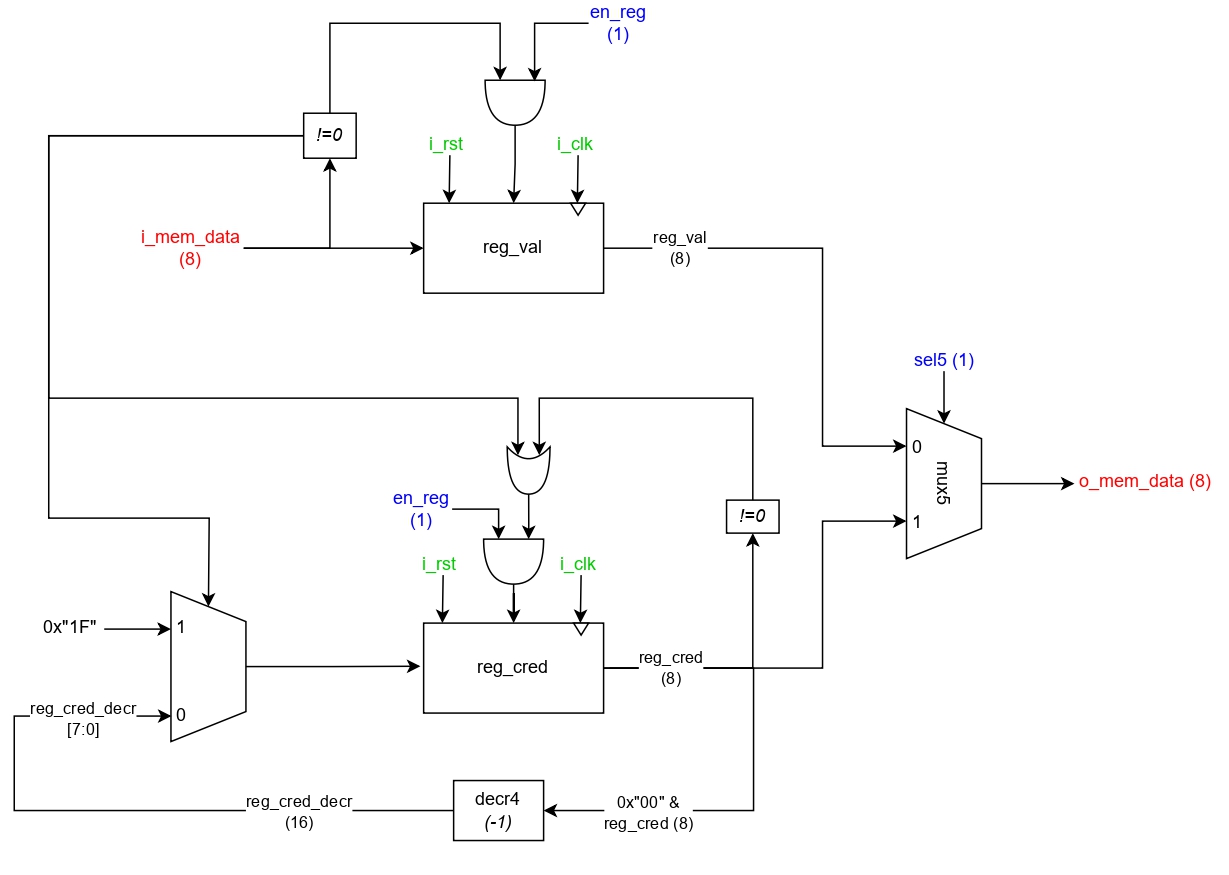 en_reg
(1)
!=0
i_rst
i_clk
i_mem_data
(8)
reg_val
reg_val
(8)
sel5 (1)
0
mux5
1
o_mem_data (8)
en_reg
(1)
!=0
i_rst
i_clk
0x"1F"
1
reg_cred
reg_cred
(8)
reg_cred_decr
[7:0]
0
reg_cred_decr
(16)
decr4
(-1)
0x"00" &
reg_cred (8)